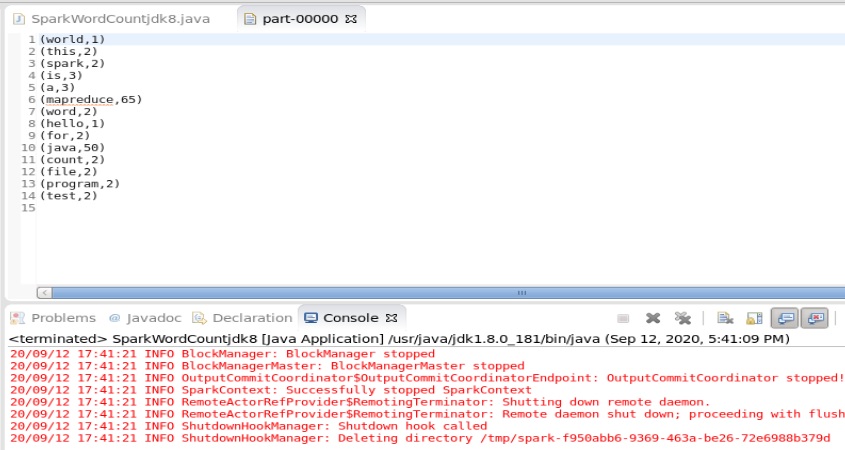 SparkWordCountjdk8.java part-00000
1 (world,1)
2 (this,2)
3 (spark,2)
4 (is,3)
5 (a,3)
6 (mapreduce,65)
7 (word,2)
8 (hello,1)
9 (for,2)
10 (java,50)
11 (count,2)
12 (file,2)
13 (program,2)
14 (test,2)
15
Problems @ Javadoc Declaration Console
<terminated> SparkWordCountjdk8 [Java Application] /usr/java/jdk1.8.0_181/bin/java (Sep 12, 2020, 5:41:09 PM)
20/09/12 17:41:21 INFO BlockManager: BlockManager stopped
20/09/12 17:41:21 INFO BlockManagerMaster: BlockManagerMaster stopped
20/09/12 17:41:21 INFO OutputCommitCoordinator$OutputCommitCoordinatorEndpoint: OutputCommitCoordinator stopped!
20/09/12 17:41:21 INFO SparkContext: Successfully stopped SparkContext
20/09/12 17:41:21 INFO RemoteActorRefProvider$RemotingTerminator: Shutting down remote daemon.
20/09/12 17:41:21 INFO RemoteActorRefProvider$RemotingTerminator: Remote daemon shut down; proceeding with flush
20/09/12 17:41:21 INFO ShutdownHookManager: Shutdown hook called
20/09/12 17:41:21 INFO ShutdownHookManager: Deleting directory /tmp/spark-f950abb6-9369-463a-be26-72e6988b379d